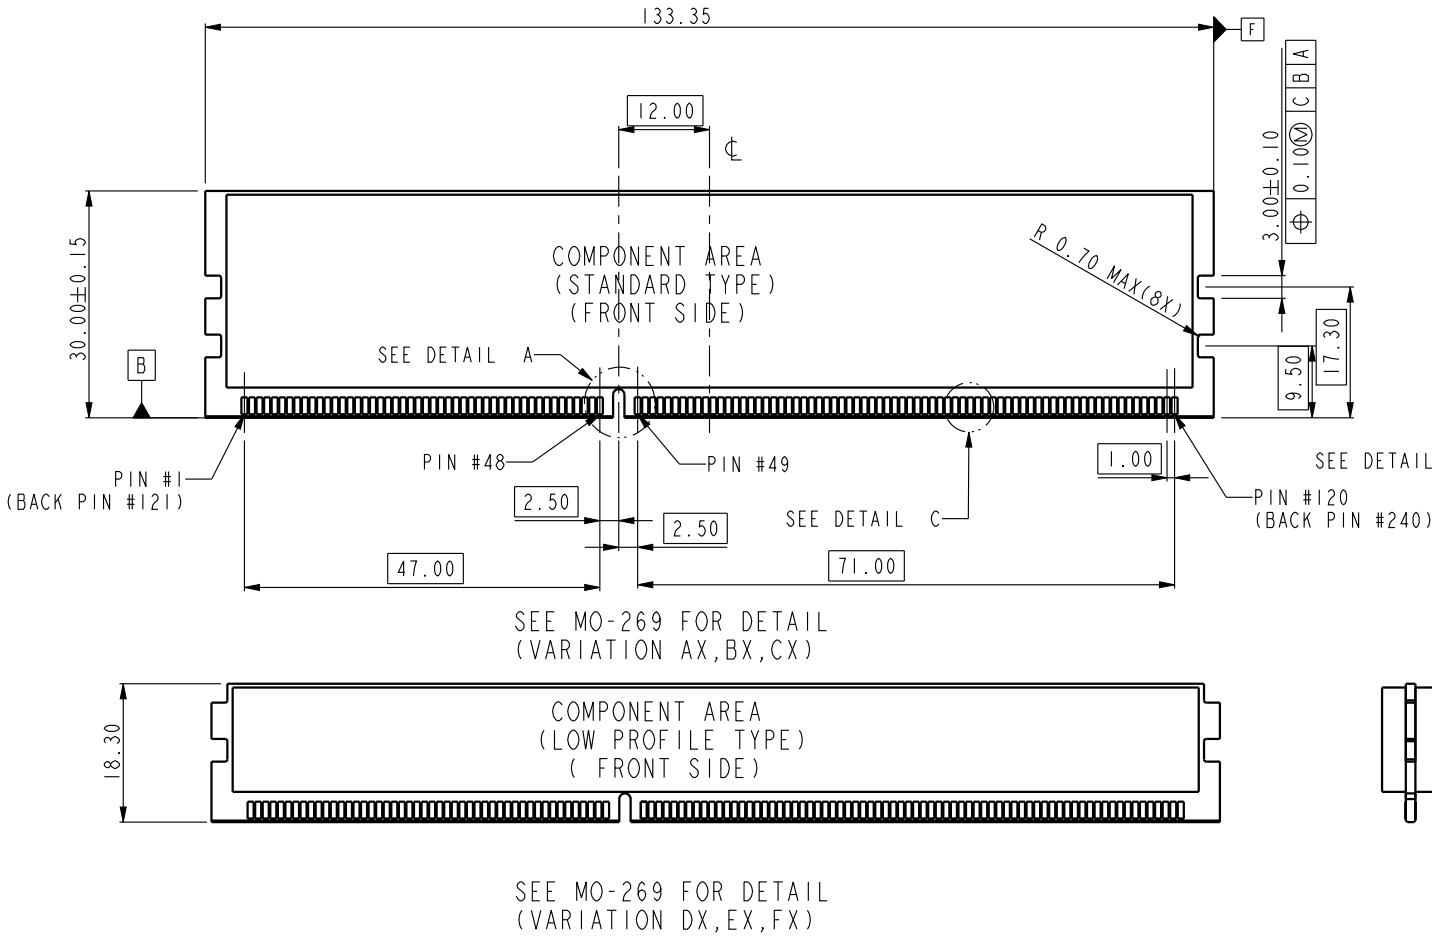 133.35
F
12.00
℄
3.00±0.10
⌖ 0.10Ⓜ C B A
30.00±0.15
COMPONENT AREA
(STANDARD TYPE)
(FRONT SIDE)
R 0.70 MAX(8X)
17.30
9.50
SEE DETAIL A
B
PIN #1
(BACK PIN #121)
PIN #48
PIN #49
1.00
SEE DETAIL
PIN #120
(BACK PIN #240)
2.50
2.50
SEE DETAIL C
47.00
71.00
SEE MO-269 FOR DETAIL
(VARIATION AX,BX,CX)
18.30
COMPONENT AREA
(LOW PROFILE TYPE)
( FRONT SIDE)
SEE MO-269 FOR DETAIL
(VARIATION DX,EX,FX)